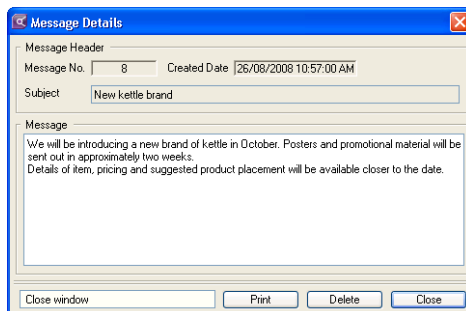 Message Details
Message Header
Message No. 8 Created Date 26/08/2008 10:57:00 AM
Subject New kettle brand
Message
We will be introducing a new brand of kettle in October. Posters and promotional material will be
sent out in approximately two weeks.
Details of item, pricing and suggested product placement will be available closer to the date.
Close window Print Delete Close